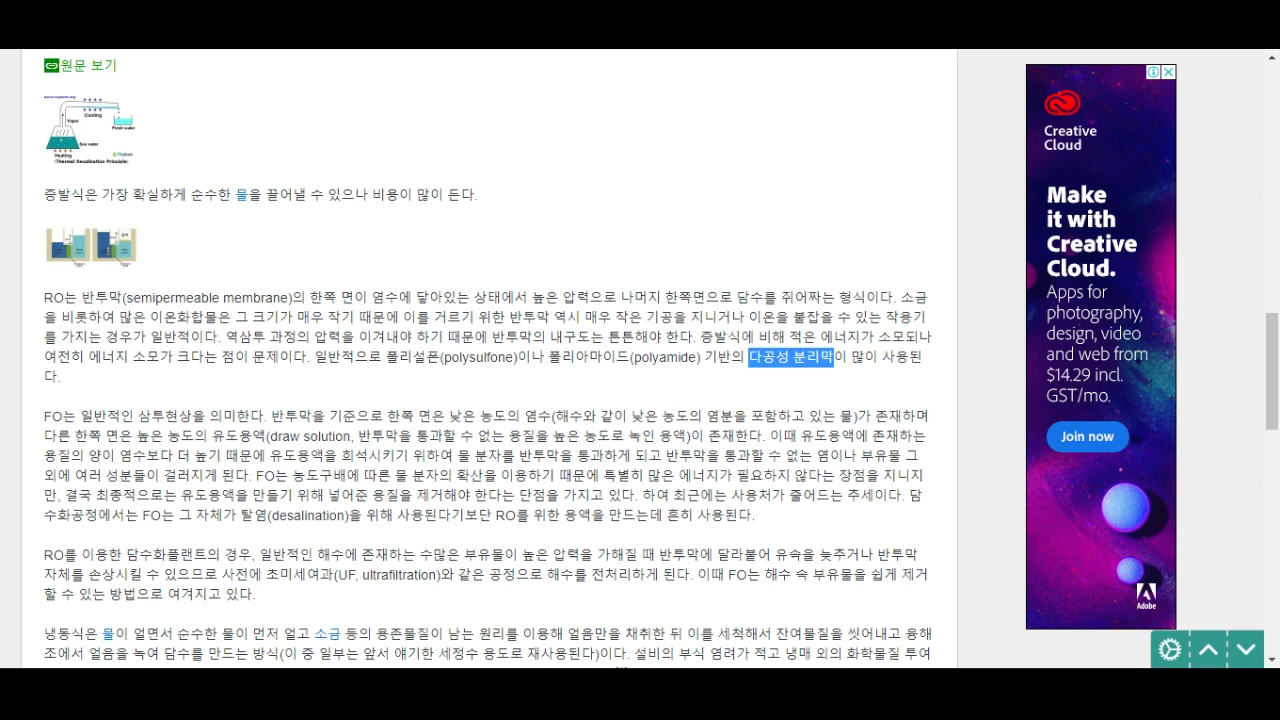 원문 보기
Cooling
Vapor
Fresh water
Sea water
Heating
<Thermal Desalination Principle>
증발식은 가장 확실하게 순수한 물을 끌어낼 수 있으나 비용이 많이 든다.
RO는 반투막(semipermeable membrane)의 한쪽 면이 염수에 닿아있는 상태에서 높은 압력으로 나머지 한쪽면으로 담수를 쥐어짜는 형식이다. 소금
을 비롯하여 많은 이온화합물은 그 크기가 매우 작기 때문에 이를 거르기 위한 반투막 역시 매우 작은 기공을 지니거나 이온을 붙잡을 수 있는 작용기
를 가지는 경우가 일반적이다. 역삼투 과정의 압력을 이겨내야 하기 때문에 반투막의 내구도는 튼튼해야 한다. 증발식에 비해 적은 에너지가 소모되나
여전히 에너지 소모가 크다는 점이 문제이다. 일반적으로 폴리설폰(polysulfone)이나 폴리아마이드(polyamide) 기반의 다공성 분리막이 많이 사용된
다.
FO는 일반적인 삼투현상을 의미한다. 반투막을 기준으로 한쪽 면은 낮은 농도의 염수(해수와 같이 낮은 농도의 염분을 포함하고 있는 물)가 존재하며
다른 한쪽 면은 높은 농도의 유도용액(draw solution, 반투막을 통과할 수 없는 용질을 높은 농도로 녹인 용액)이 존재한다. 이때 유도용액에 존재하는
용질의 양이 염수보다 더 높기 때문에 유도용액을 희석시키기 위하여 물 분자를 반투막을 통과하게 되고 반투막을 통과할 수 없는 염이나 부유물 그
외에 여러 성분들이 걸러지게 된다. FO는 농도구배에 따른 물 분자의 확산을 이용하기 때문에 특별히 많은 에너지가 필요하지 않다는 장점을 지니지
만, 결국 최종적으로는 유도용액을 만들기 위해 넣어준 용질을 제거해야 한다는 단점을 가지고 있다. 하여 최근에는 사용처가 줄어드는 추세이다. 담
수화공정에서는 FO는 그 자체가 탈염(desalination)을 위해 사용된다기보단 RO를 위한 용액을 만드는데 흔히 사용된다.
RO를 이용한 담수화플랜트의 경우, 일반적인 해수에 존재하는 수많은 부유물이 높은 압력을 가해질 때 반투막에 달라붙어 유속을 늦추거나 반투막
자체를 손상시킬 수 있으므로 사전에 초미세여과(UF, ultrafiltration)와 같은 공정으로 해수를 전처리하게 된다. 이때 FO는 해수 속 부유물을 쉽게 제거
할 수 있는 방법으로 여겨지고 있다.
냉동식은 물이 얼면서 순수한 물이 먼저 얼고 소금 등의 용존물질이 남는 원리를 이용해 얼음만을 채취한 뒤 이를 세척해서 잔여물질을 씻어내고 융해
조에서 얼음을 녹여 담수를 만드는 방식(이 중 일부는 앞서 얘기한 세정수 용도로 재사용된다)이다. 설비의 부식 염려가 적고 냉매 외의 화학물질 투여
Creative
Cloud
Make
it with
Creative
Cloud.
Apps for
photography,
design, video
and web from
$14.29 incl.
GST/mo.
Join now
Adobe